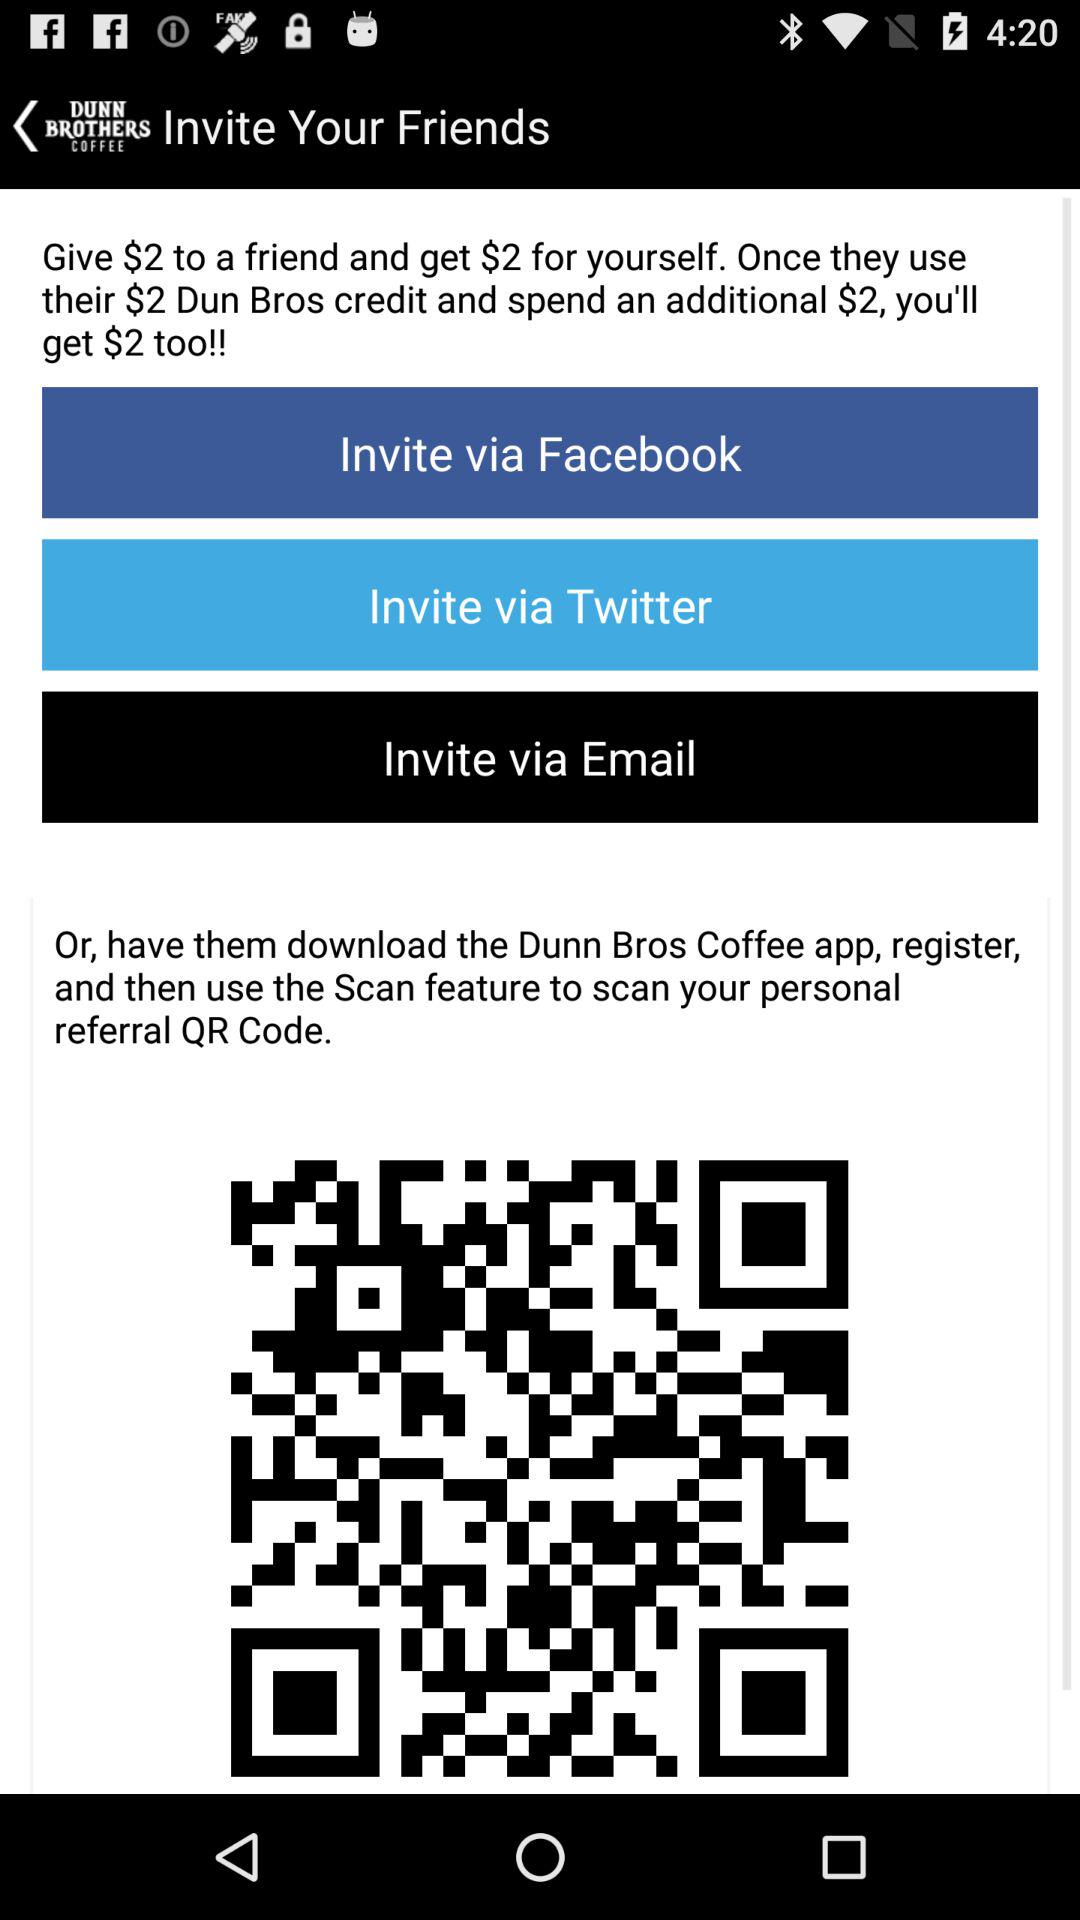 FAKE
4:20
DUNN
BROTHERS
COFFEE
Invite Your Friends
Give $2 to a friend and get $2 for yourself. Once they use
their $2 Dun Bros credit and spend an additional $2, you'll
get $2 too!!
Invite via Facebook
Invite via Twitter
Invite via Email
Or, have them download the Dunn Bros Coffee app, register,
and then use the Scan feature to scan your personal
referral QR Code.